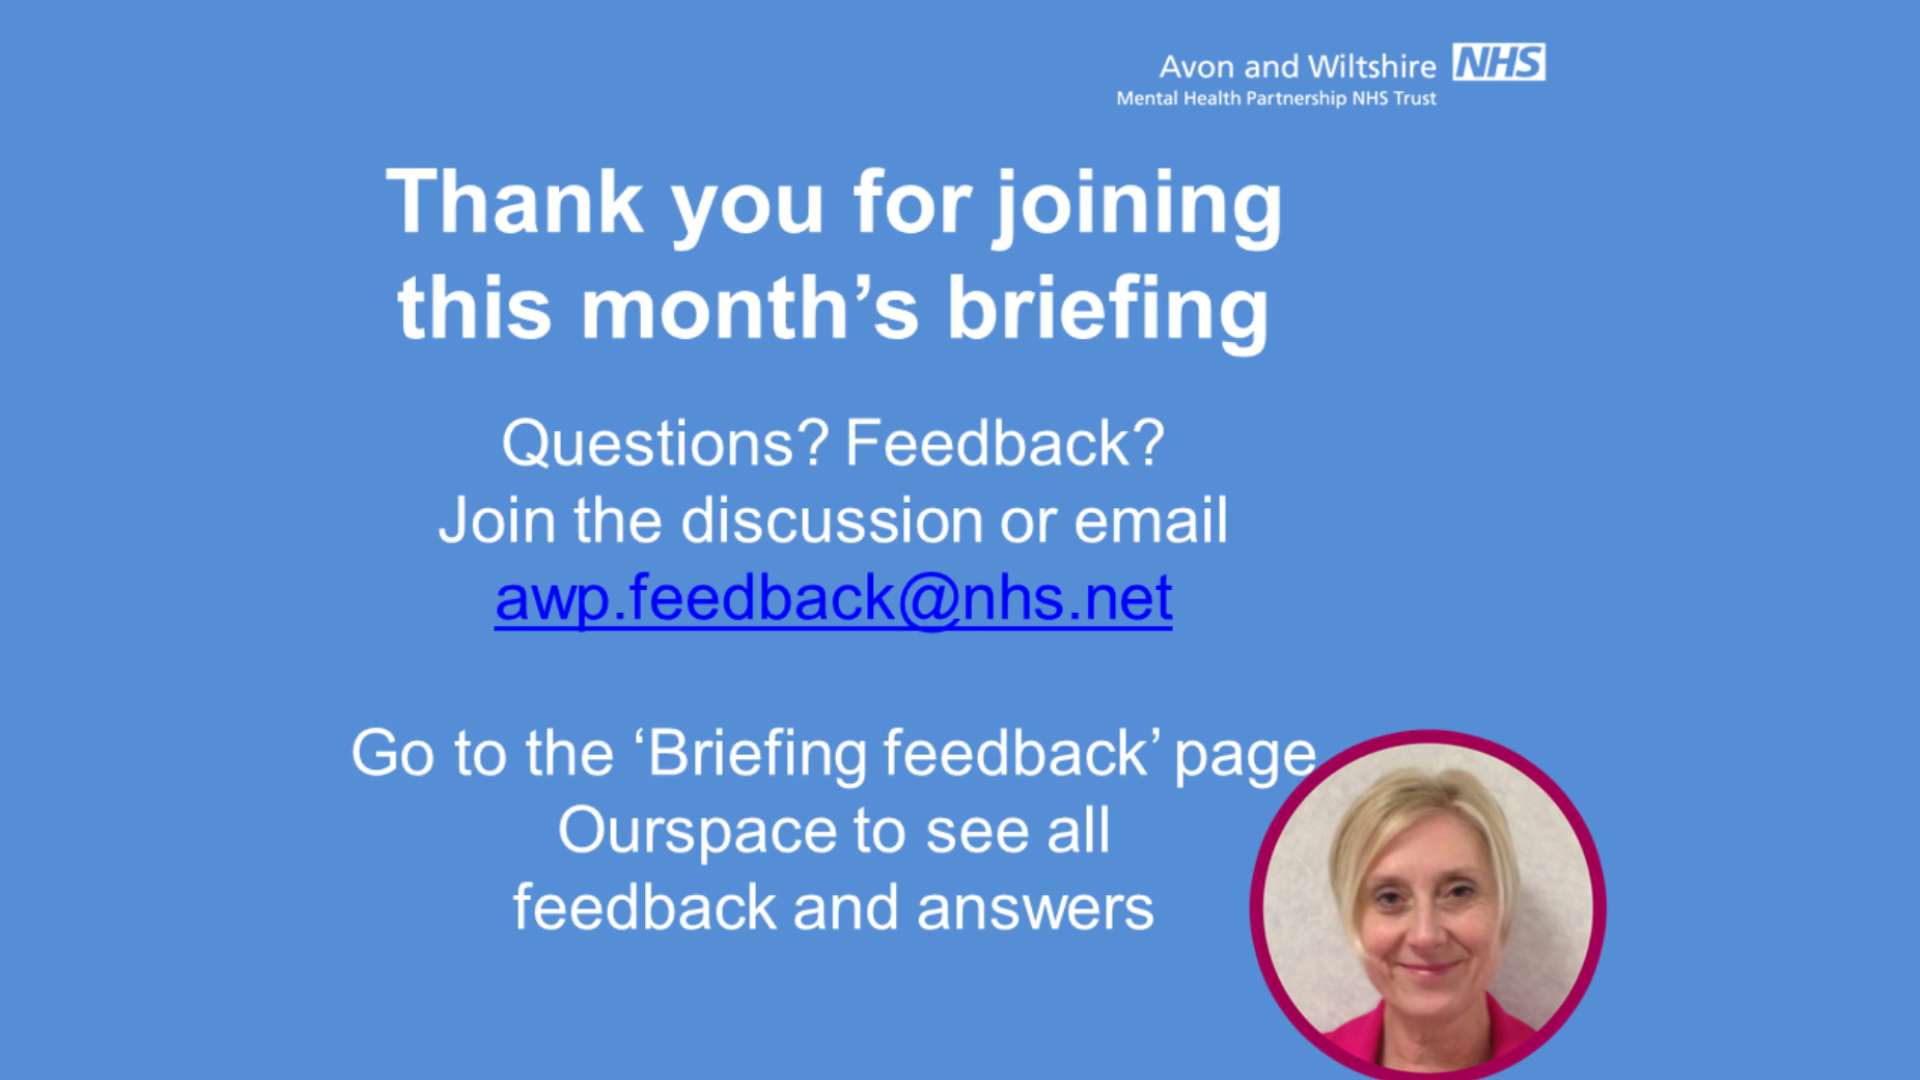 Avon and Wiltshire NHS
Mental Health Partnership NHS Trust
Thank you for joining
this month’s briefing
Questions? Feedback?
Join the discussion or email
awp.feedback@nhs.net
Go to the ‘Briefing feedback’ page
Ourspace to see all
feedback and answers